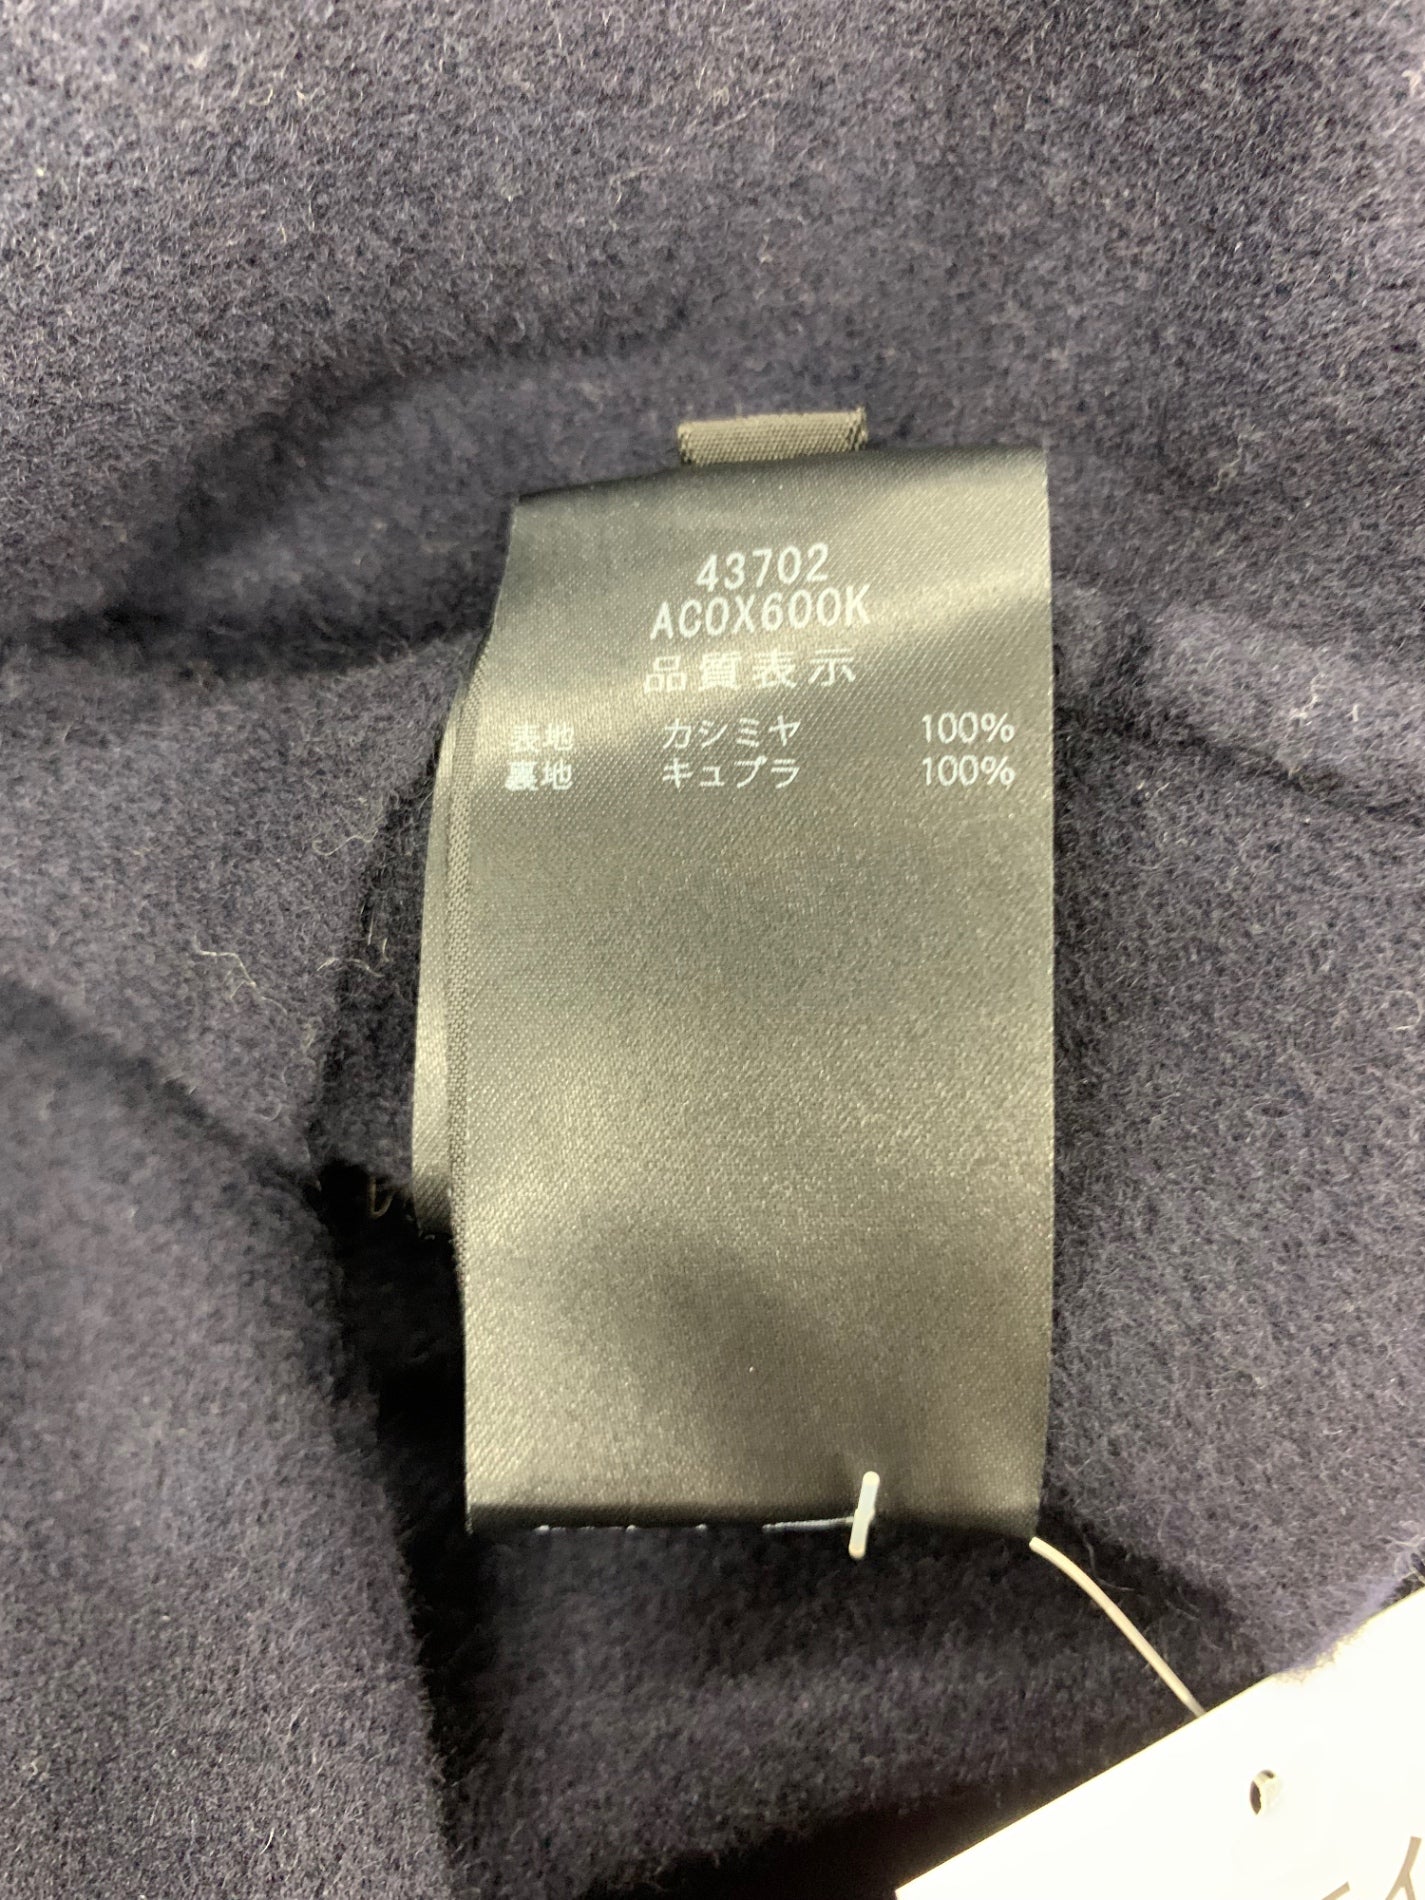 43702
ACOX600K
品質表示
表地 カシミヤ 100%
裏地 キュプラ 100%